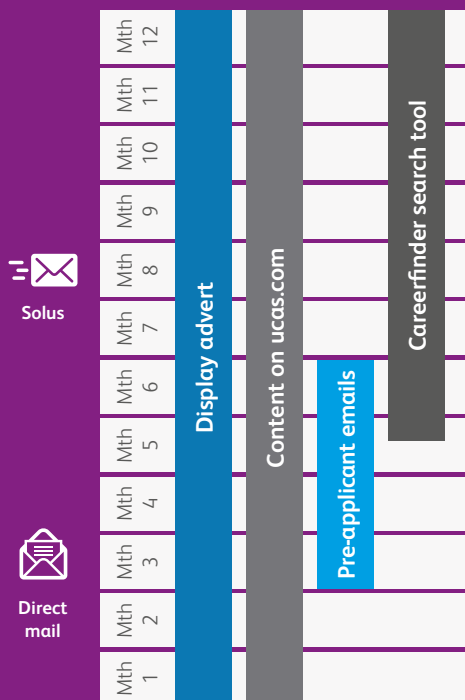 Mth
12
Mth
11
Mth
10
Mth
9
Mth
8
Mth
7
Mth
6
Mth
5
Mth
4
Mth
3
Mth
2
Mth
1
Solus
Direct
mail
Display advert
Content on ucas.com
Pre-applicant emails
Careerfinder search tool